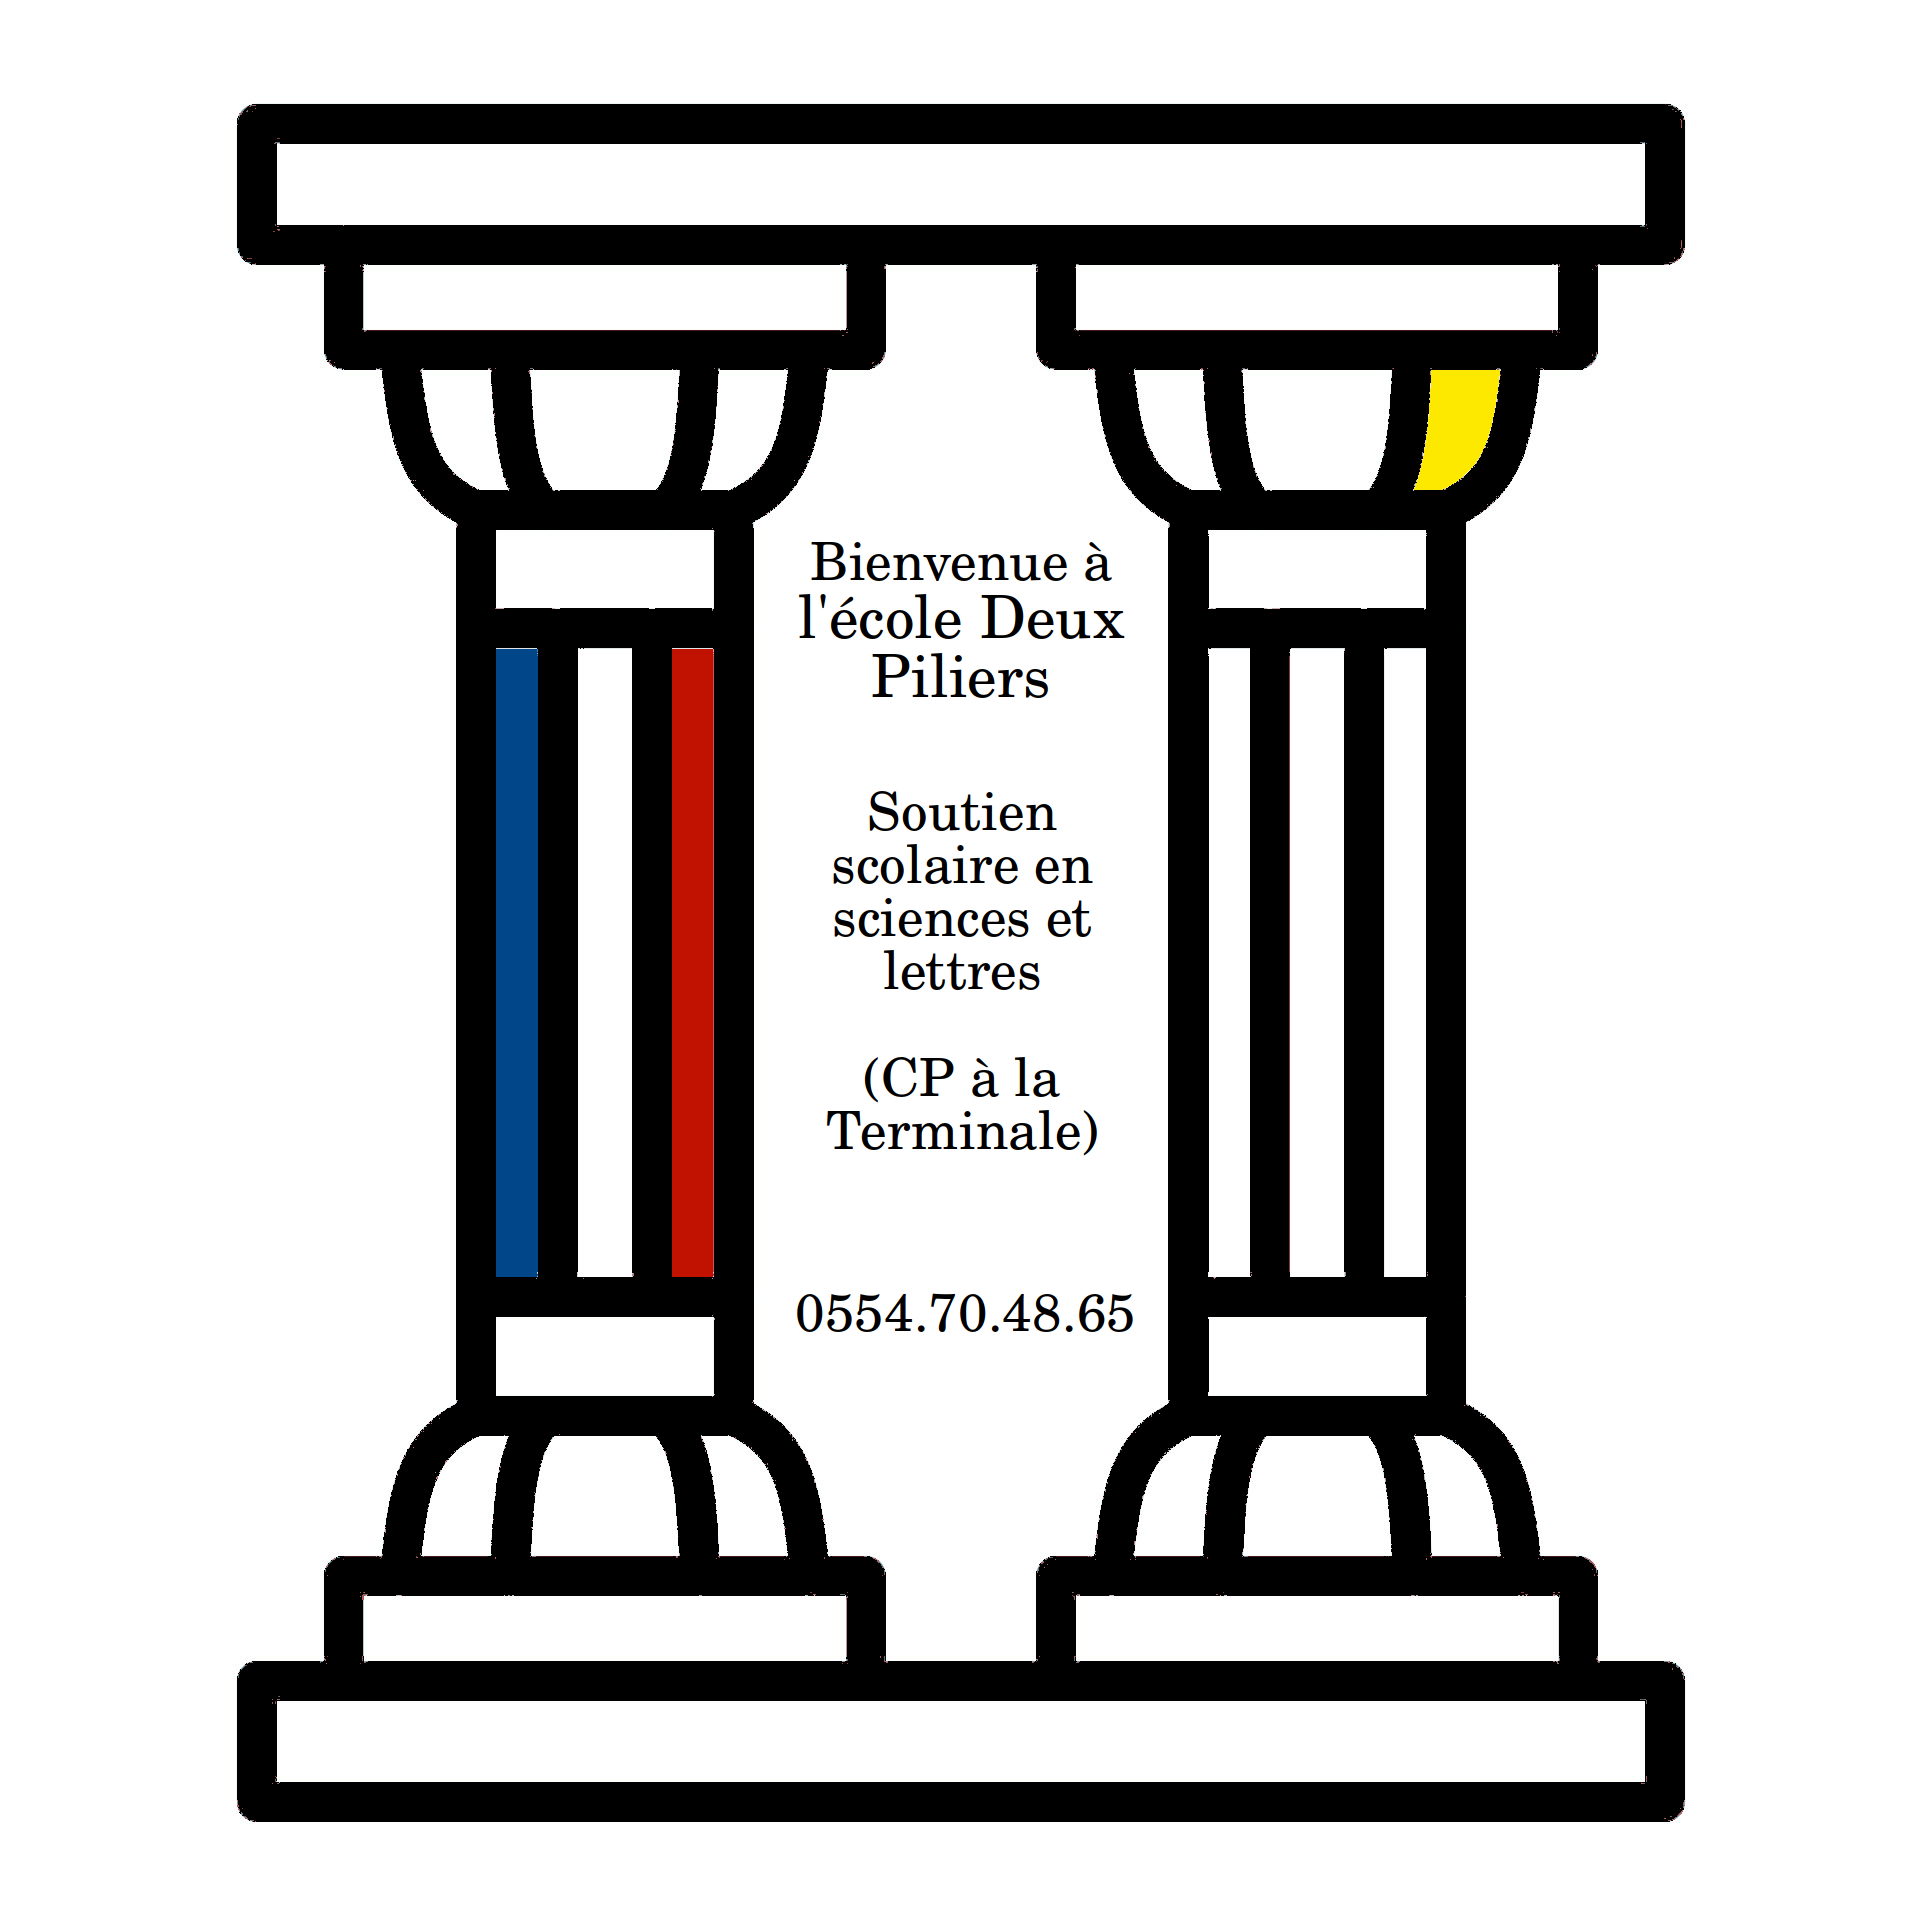 Bienvenue à
l'école Deux
Piliers
Soutien
scolaire en
sciences et
lettres
(CP à la
Terminale)
0554.70.48.65